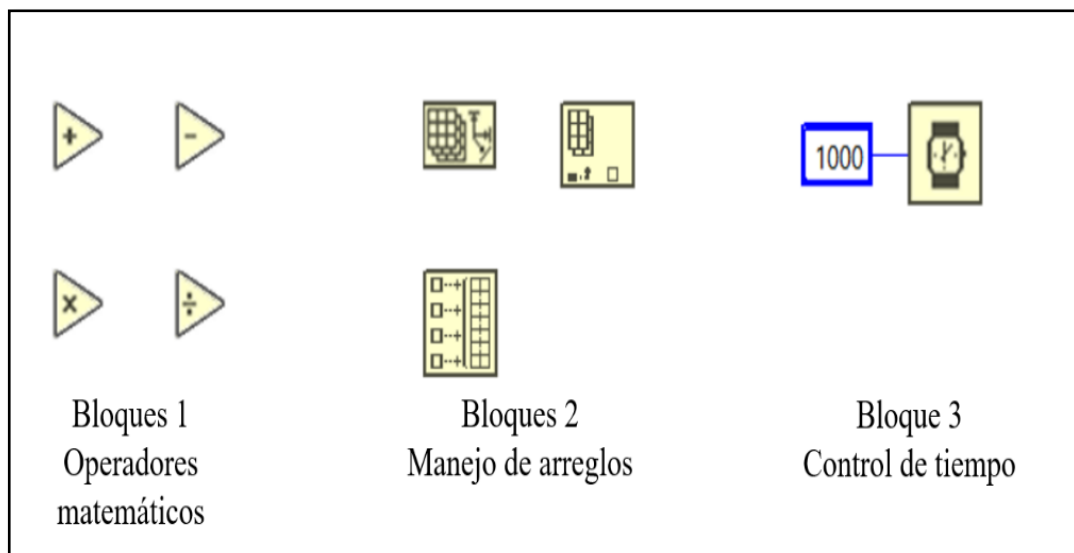 + -
1000
x ÷
Bloques 1
Operadores
matemáticos
Bloques 2
Manejo de arreglos
Bloque 3
Control de tiempo